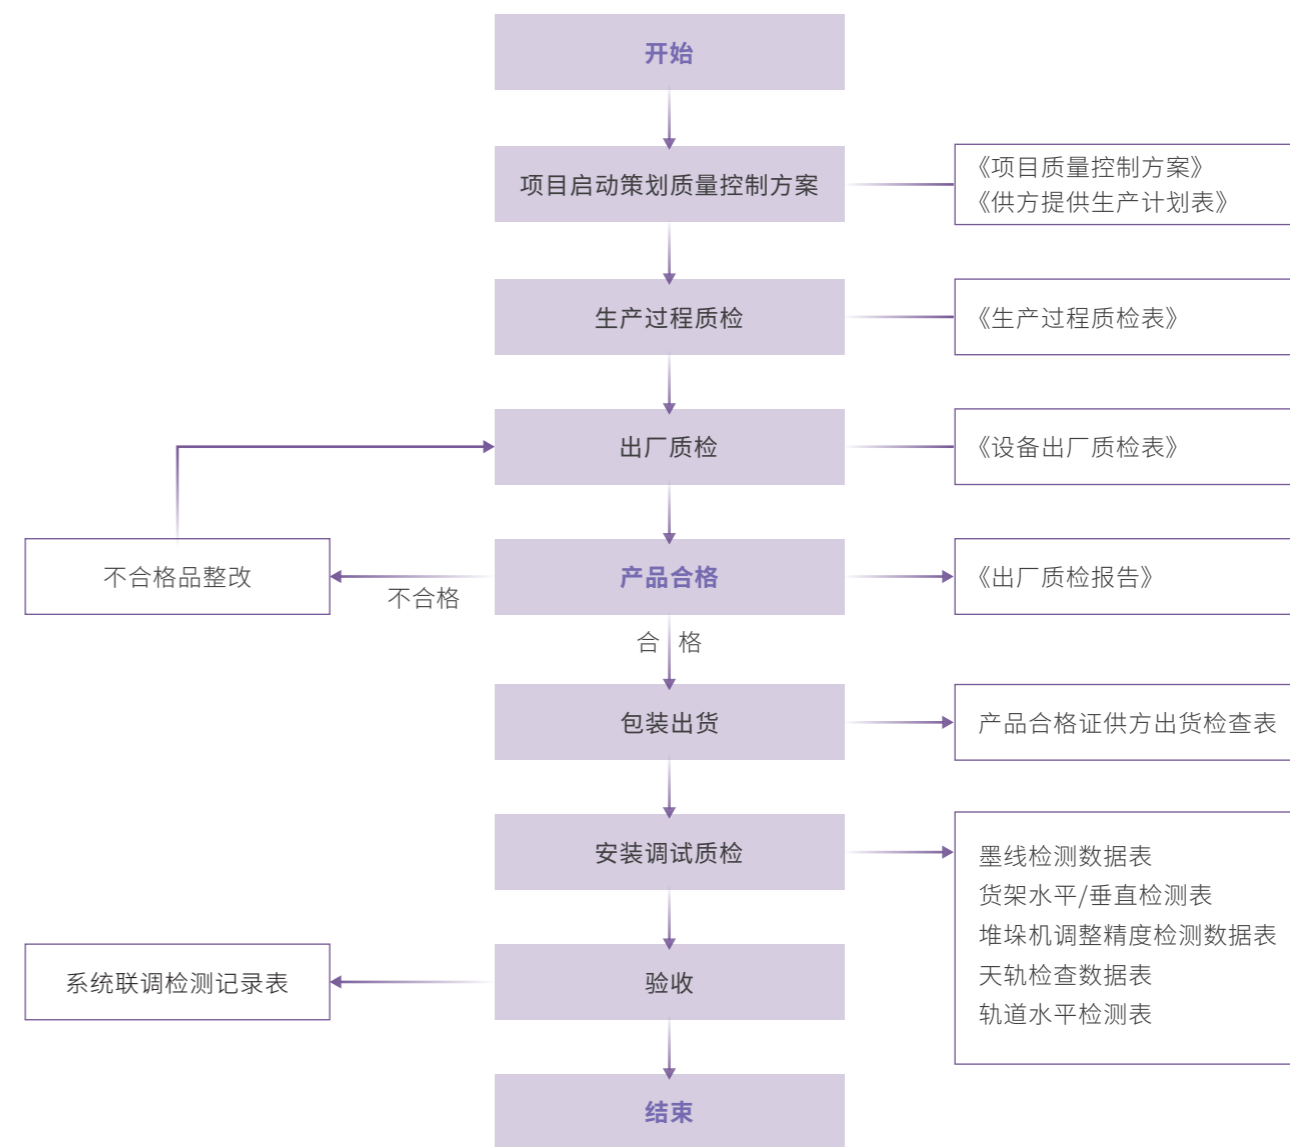 开始
项目启动策划质量控制方案
《项目质量控制方案》
《供方提供生产计划表》
生产过程质检
《生产过程质检表》
出厂质检
《设备出厂质检表》
不合格品整改
不合格
产品合格
《出厂质检报告》
合 格
包装出货
产品合格证供方出货检查表
安装调试质检
墨线检测数据表
货架水平/垂直检测表
堆垛机调整精度检测数据表
天轨检查数据表
轨道水平检测表
系统联调检测记录表
验收
结束